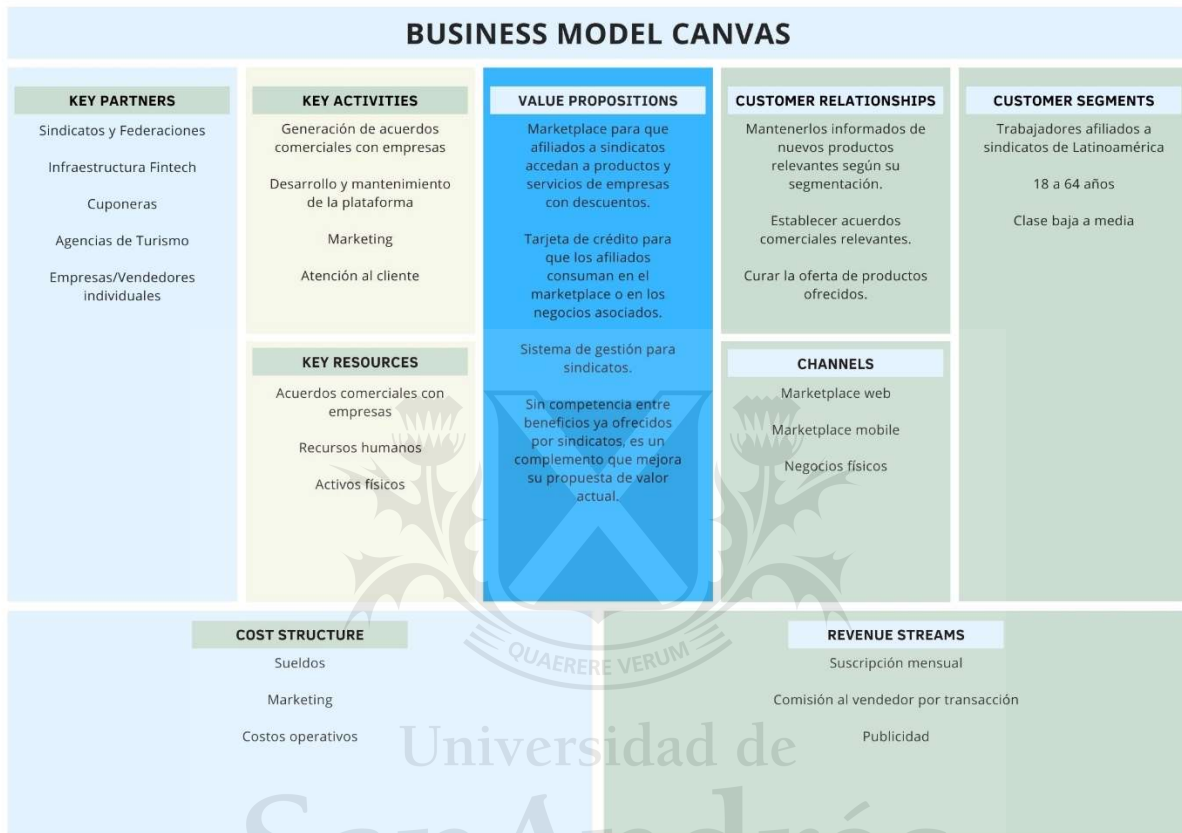 BUSINESS MODEL CANVAS
KEY PARTNERS
Sindicatos y Federaciones
Infraestructura Fintech
Cuponeras
Agencias de Turismo
Empresas/Vendedores
individuales
KEY ACTIVITIES
Generación de acuerdos
comerciales con empresas
Desarrollo y mantenimiento
de la plataforma
Marketing
Atención al cliente
KEY RESOURCES
Acuerdos comerciales con
empresas
Recursos humanos
Activos físicos
VALUE PROPOSITIONS
Marketplace para que
afiliados a sindicatos
accedan a productos y
servicios de empresas
con descuentos.
Tarjeta de crédito para
que los afiliados
consuman en el
marketplace o en los
negocios asociados.
Sistema de gestión para
sindicatos.
Sin competencia entre
beneficios ya ofrecidos
por sindicatos, es un
complemento que mejora
su propuesta de valor
actual.
CUSTOMER RELATIONSHIPS
Mantenerlos informados de
nuevos productos
relevantes según su
segmentación.
Establecer acuerdos
comerciales relevantes.
Curar la oferta de productos
ofrecidos.
CHANNELS
Marketplace web
Marketplace mobile
Negocios físicos
CUSTOMER SEGMENTS
Trabajadores afiliados a
sindicatos de Latinoamérica
18 a 64 años
Clase baja a media
COST STRUCTURE
Sueldos
Marketing
Costos operativos
REVENUE STREAMS
Suscripción mensual
Comisión al vendedor por transacción
Publicidad
QUAERERE VERUM
Universidad de
SanAndrés